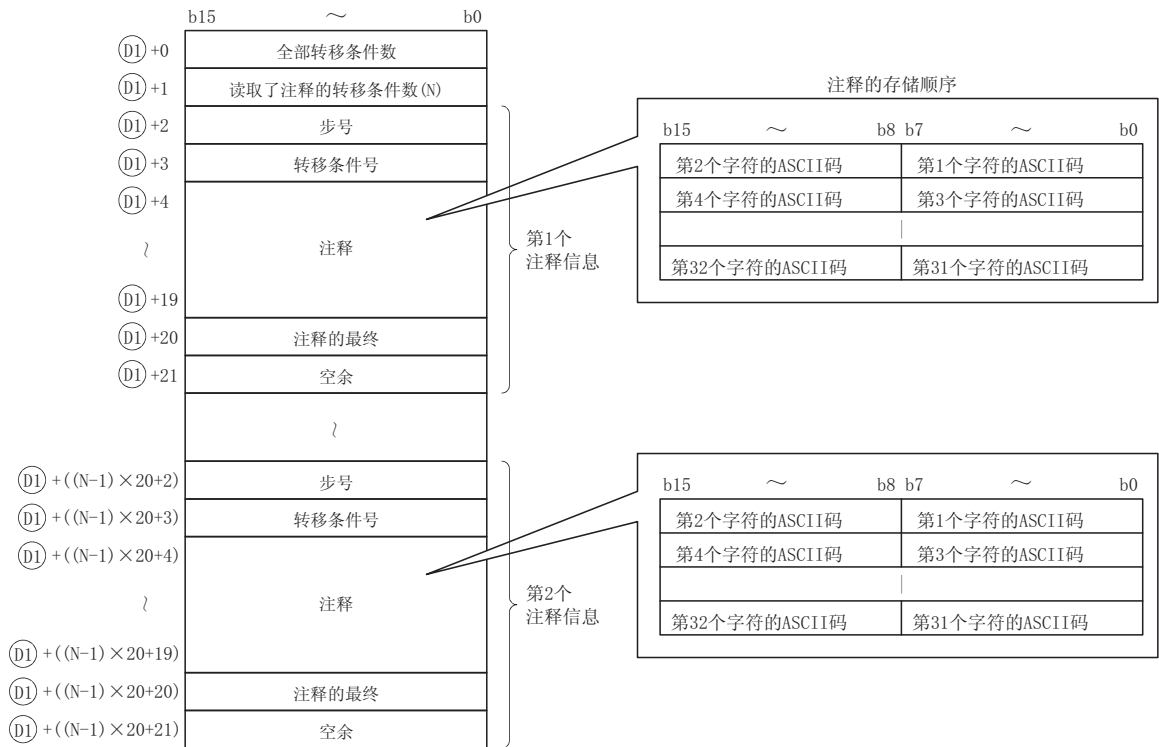 b15 ～ b0
D1 +0 全部转移条件数
D1 +1 读取了注释的转移条件数(N)
D1 +2 步号
D1 +3 转移条件号
D1 +4
～ 注释
D1 +19
D1 +20 注释的最终
D1 +21 空余
第1个
注释信息
注释的存储顺序
b15 ～ b8 b7 ～ b0
第2个字符的ASCII码 第1个字符的ASCII码
第4个字符的ASCII码 第3个字符的ASCII码
|
第32个字符的ASCII码 第31个字符的ASCII码
～
D1 +((N-1)×20+2) 步号
D1 +((N-1)×20+3) 转移条件号
D1 +((N-1)×20+4)
～ 注释
D1 +((N-1)×20+19)
D1 +((N-1)×20+20) 注释的最终
D1 +((N-1)×20+21) 空余
第2个
注释信息
b15 ～ b8 b7 ～ b0
第2个字符的ASCII码 第1个字符的ASCII码
第4个字符的ASCII码 第3个字符的ASCII码
|
第32个字符的ASCII码 第31个字符的ASCII码